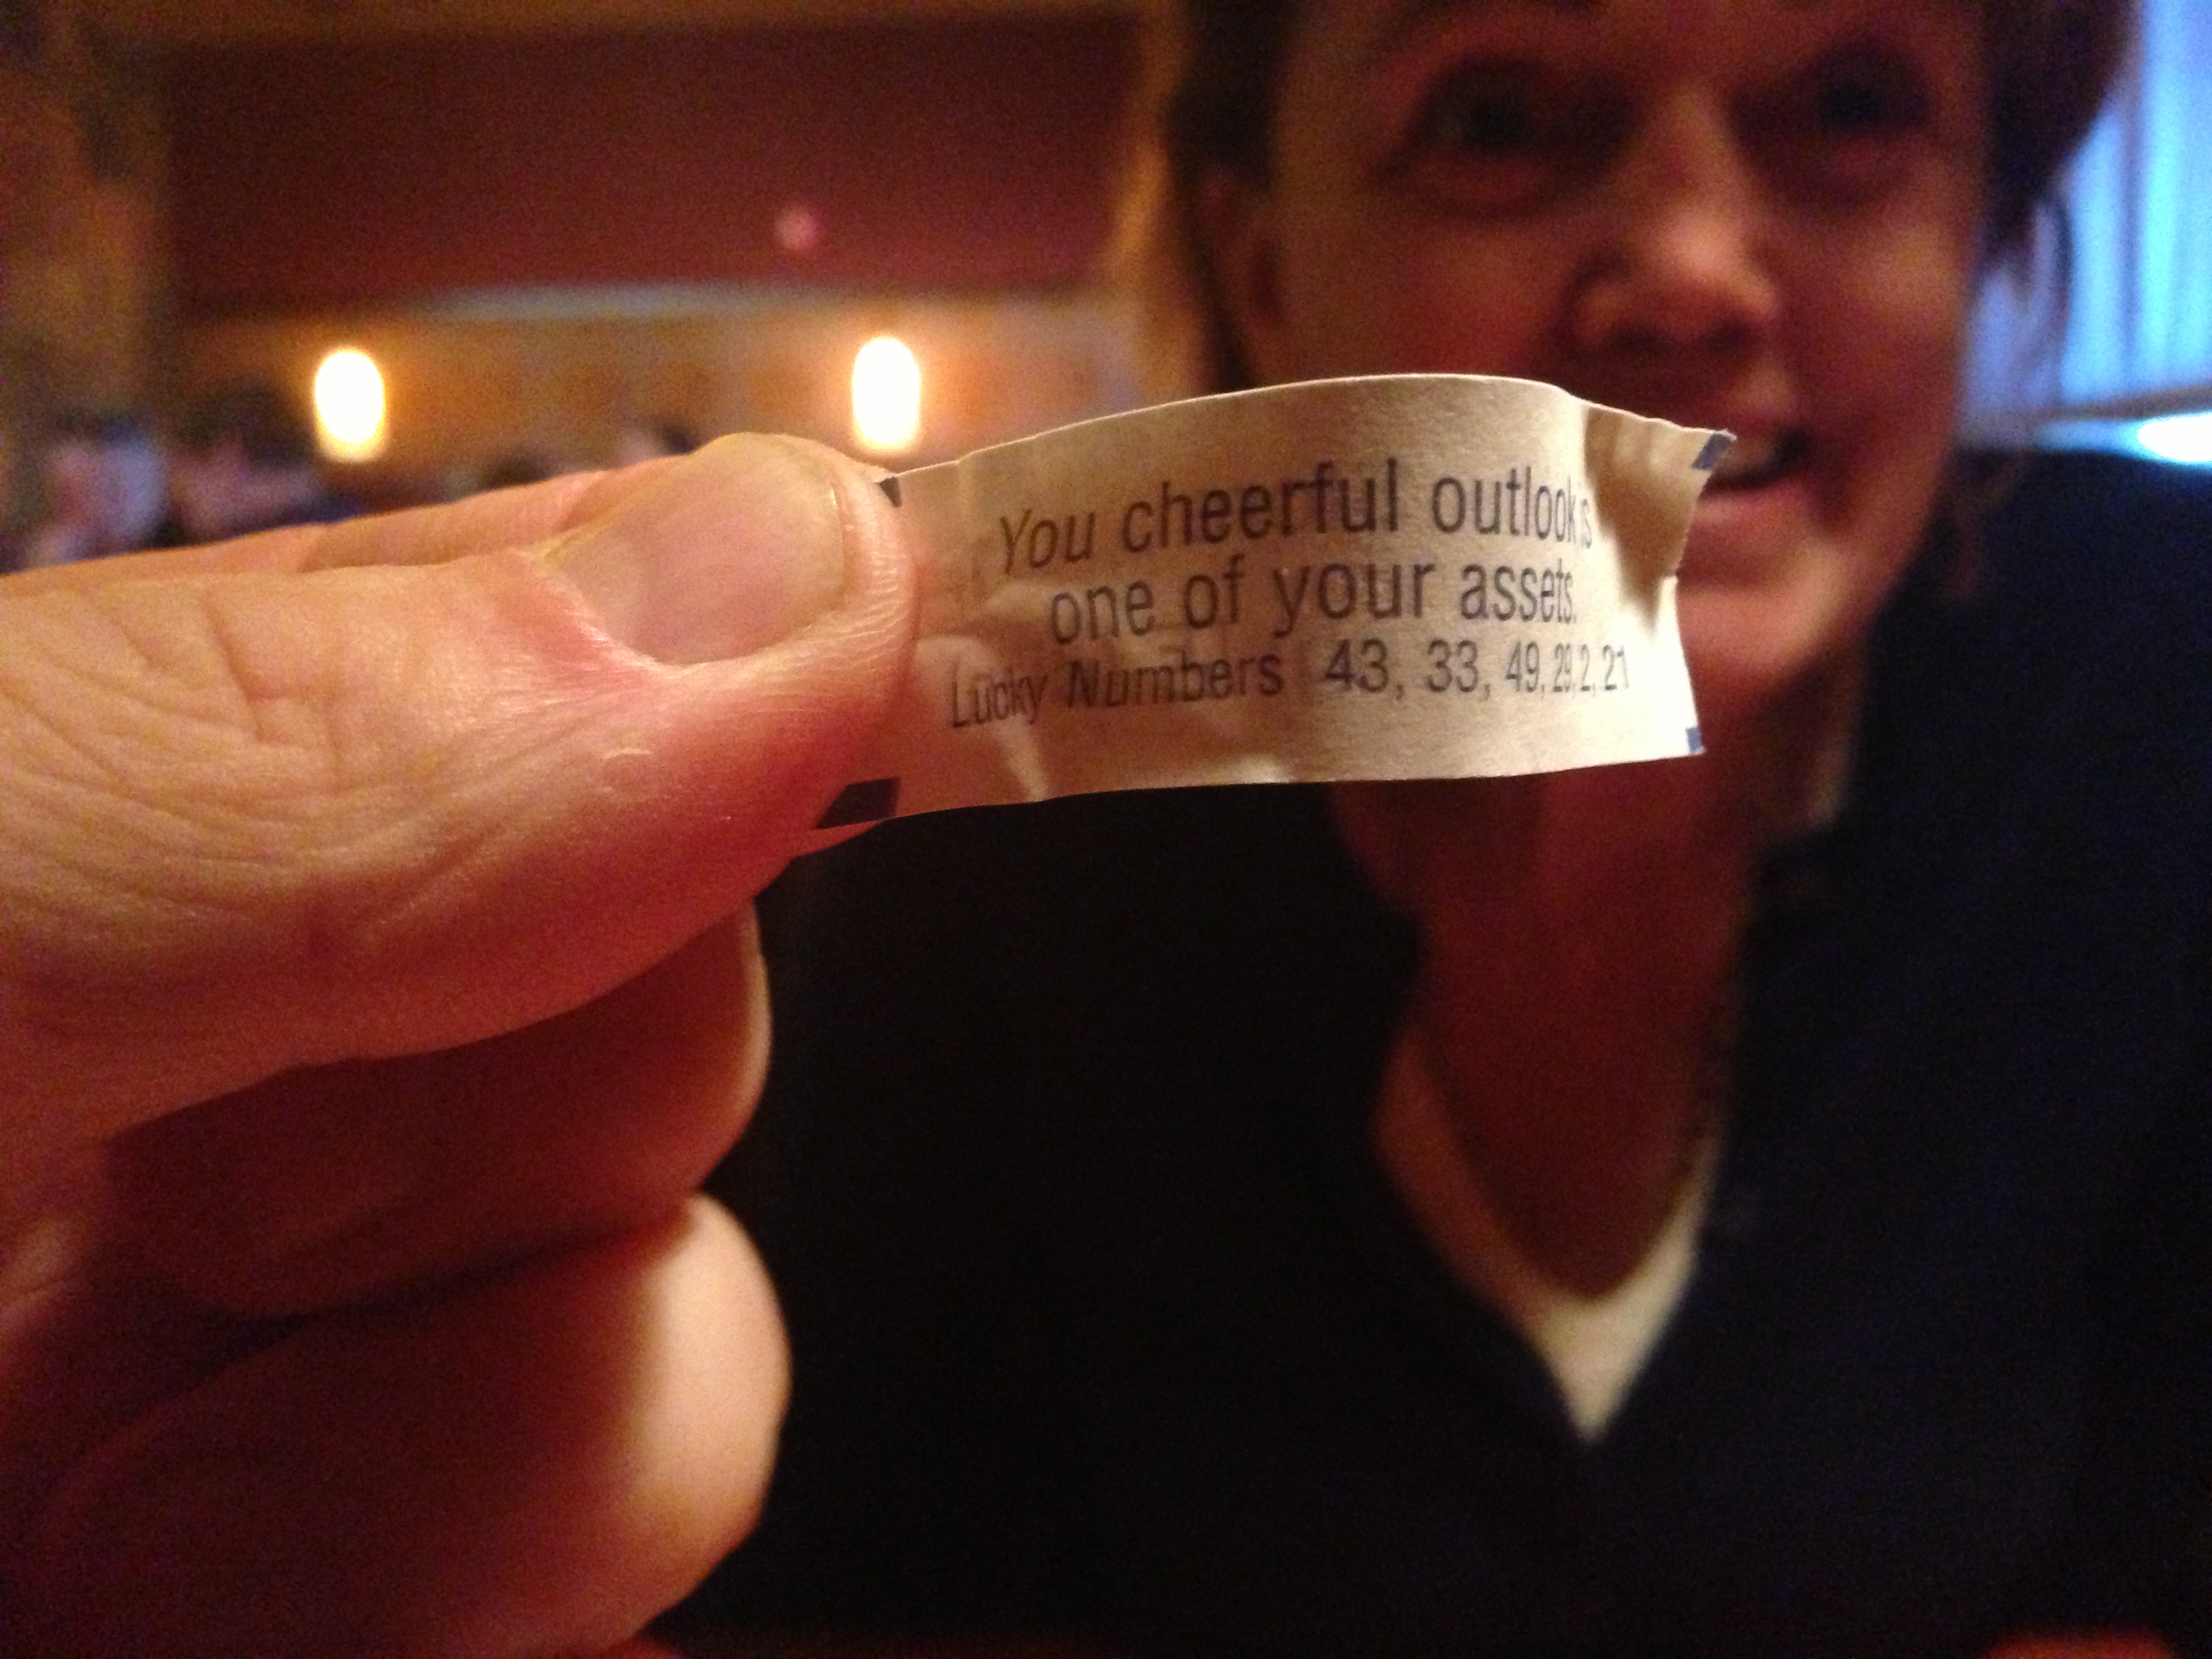 You cheerful outlook is
one of your assets.
Lucky Numbers 43, 33, 49, 29, 2, 21